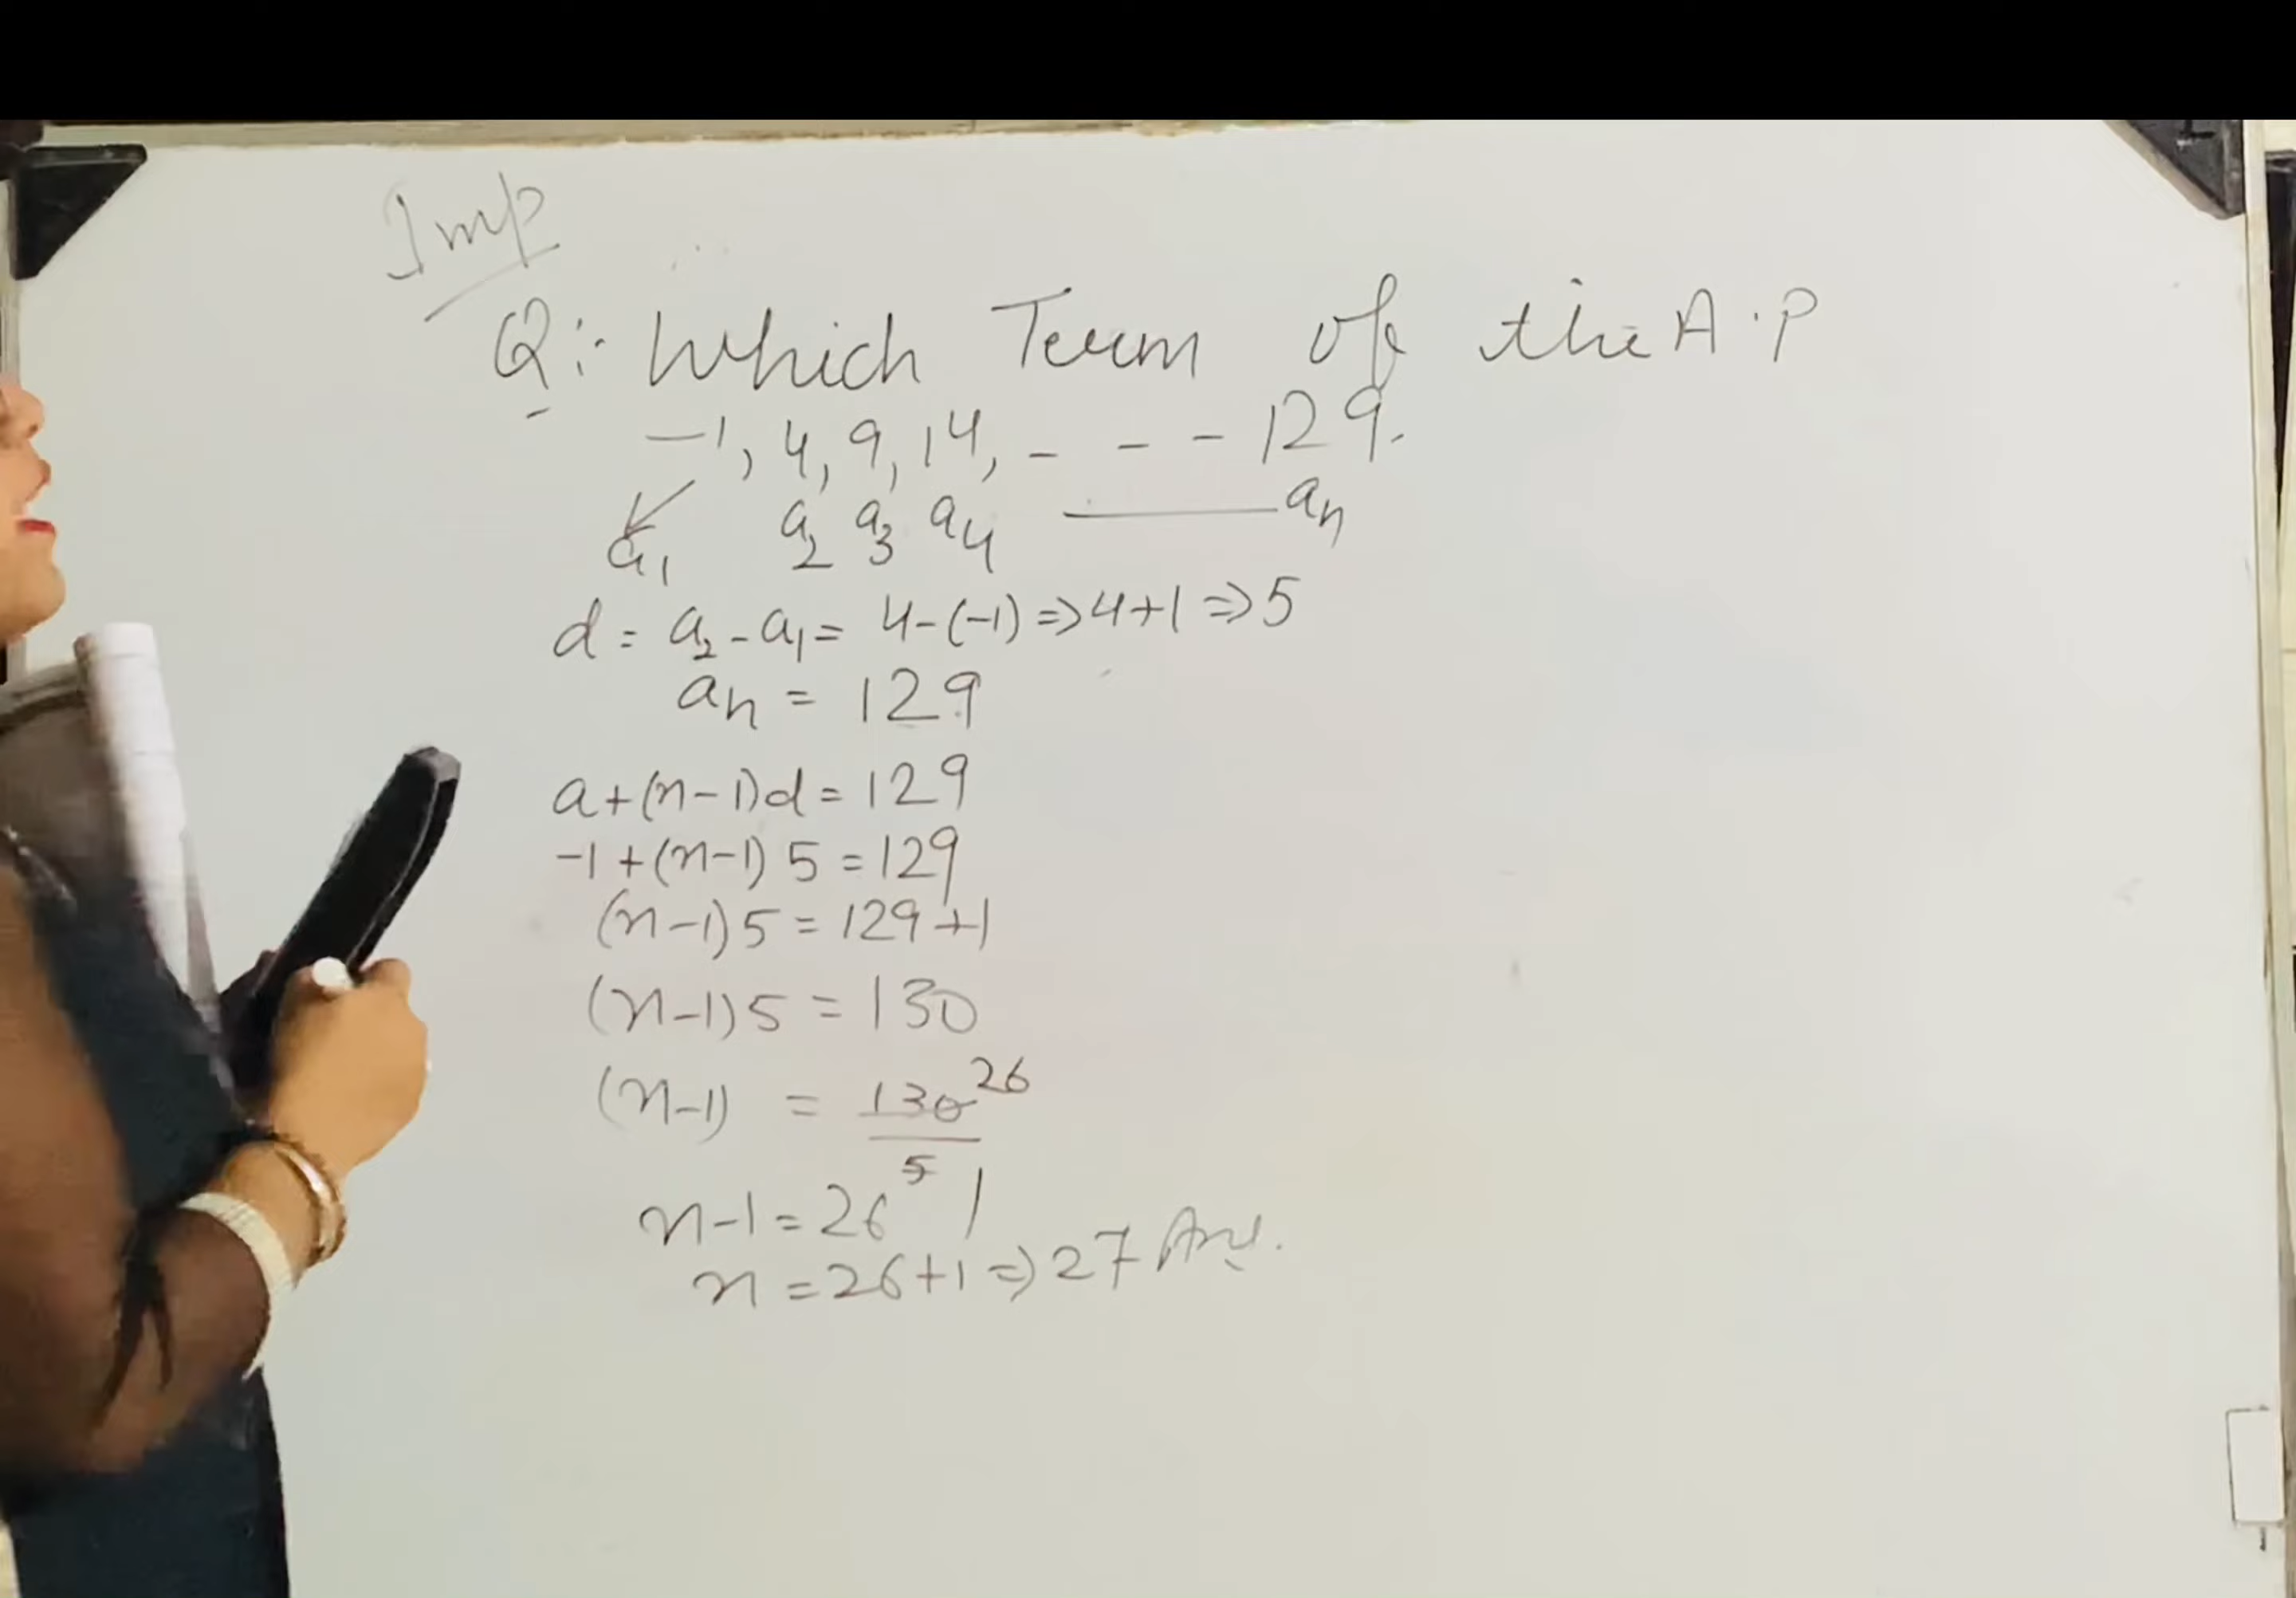 Imp
Q:- Which Term of the A.P
-1, 4, 9, 14, - - - 129.
a1 a2 a3 a4 ——— an
d = a2 - a1 = 4-(-1) => 4+1 => 5
an = 129
a+(n-1)d = 129
-1+(n-1) 5 = 129
(n-1)5 = 129+1
(n-1)5 = 130
(n-1) = 130/5 26
n-1 = 26
n = 26+1 => 27 Ans.